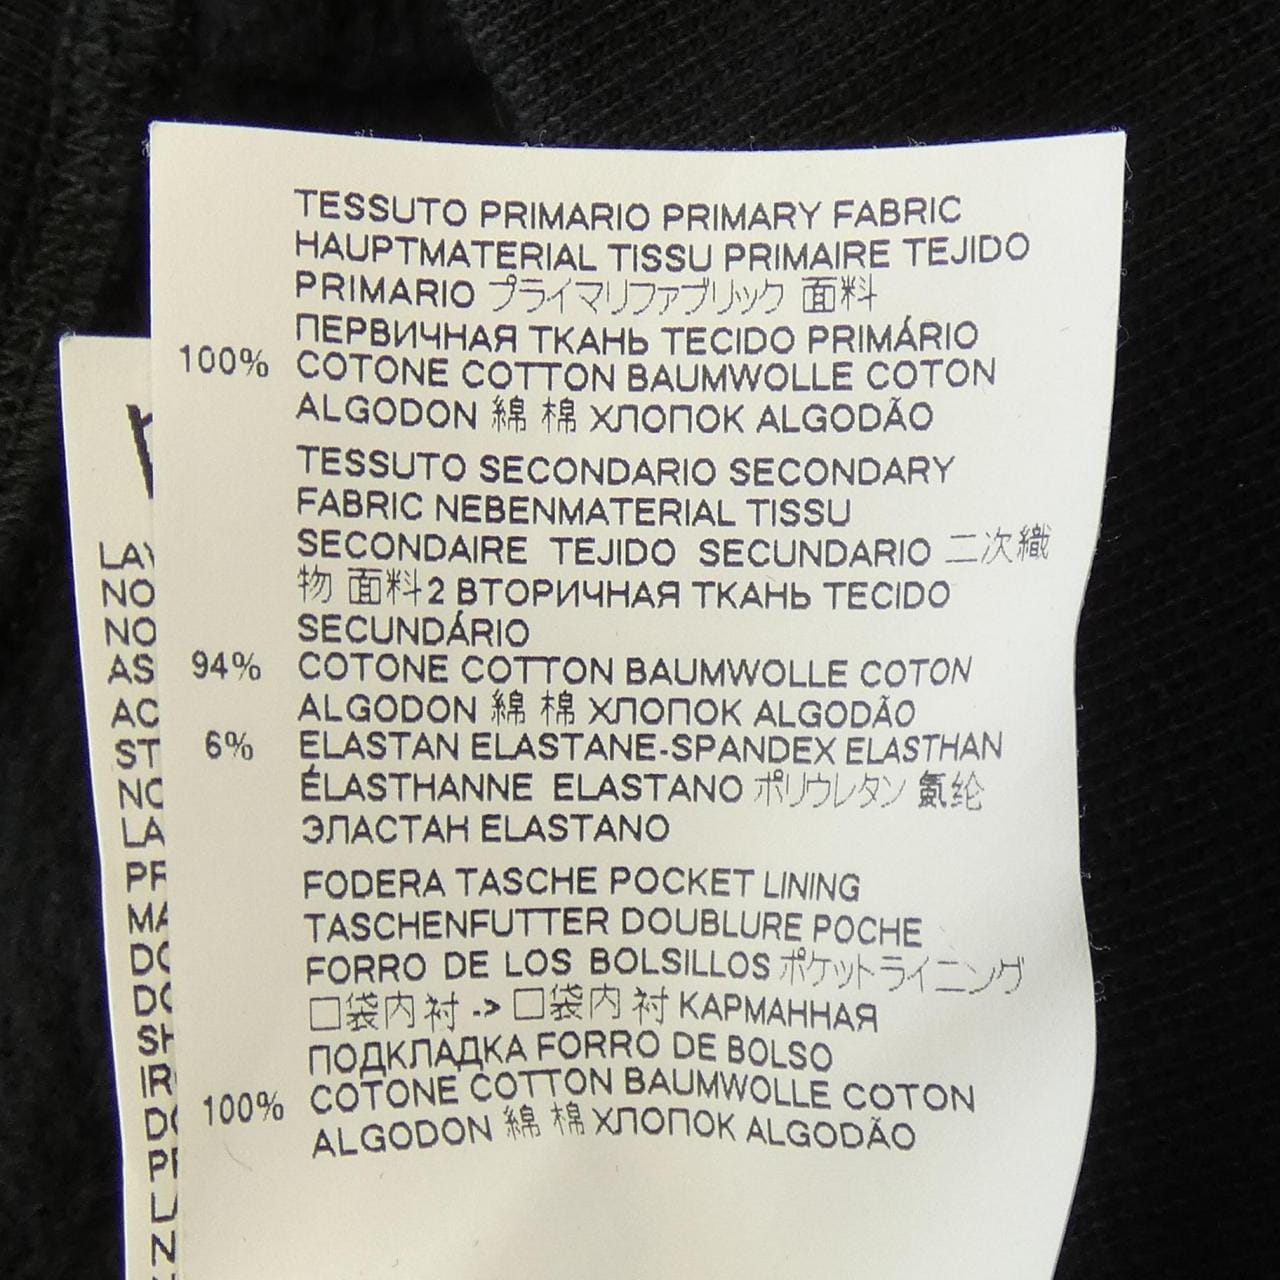 TESSUTO PRIMARIO PRIMARY FABRIC
HAUPTMATERIAL TISSU PRIMAIRE TEJIDO
PRIMARIO プライマリファブリック 面料
ПЕРВИЧНАЯ ТКАНЬ TECIDO PRIMÁRIO
100% COTONE COTTON BAUMWOLLE COTON
ALGODON 綿 棉 ХЛОПОК ALGODÃO
TESSUTO SECONDARIO SECONDARY
FABRIC NEBENMATERIAL TISSU
SECONDAIRE TEJIDO SECUNDARIO 二次織
物 面料2 ВТОРИЧНАЯ ТКАНЬ TECIDO
SECUNDÁRIO
94% COTONE COTTON BAUMWOLLE COTON
ALGODON 綿 棉 ХЛОПОК ALGODÃO
6% ELASTAN ELASTANE-SPANDEX ELASTHAN
ÉLASTHANNE ELASTANO ポリウレタン 氨纶
ЭЛАСТАН ELASTANO
FODERA TASCHE POCKET LINING
TASCHENFUTTER DOUBLURE POCHE
FORRO DE LOS BOLSILLOS ポケットライニング
口袋内衬 -> 口袋内衬 КАРМАННАЯ
ПОДКЛАДКА FORRO DE BOLSO
100% COTONE COTTON BAUMWOLLE COTON
ALGODON 綿 棉 ХЛОПОК ALGODÃO